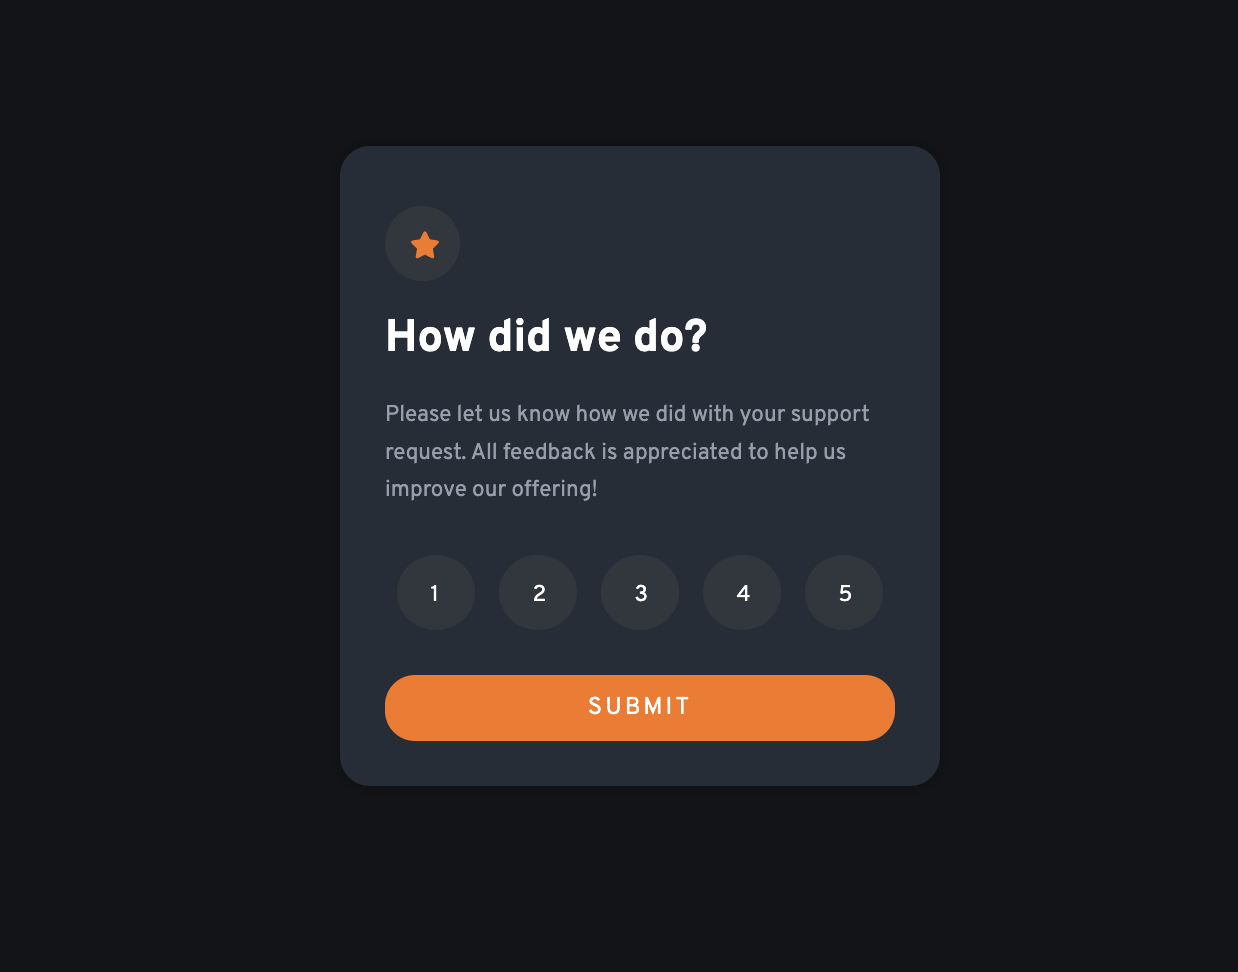 How did we do?
Please let us know how we did with your support
request. All feedback is appreciated to help us
improve our offering!
1 2 3 4 5
SUBMIT